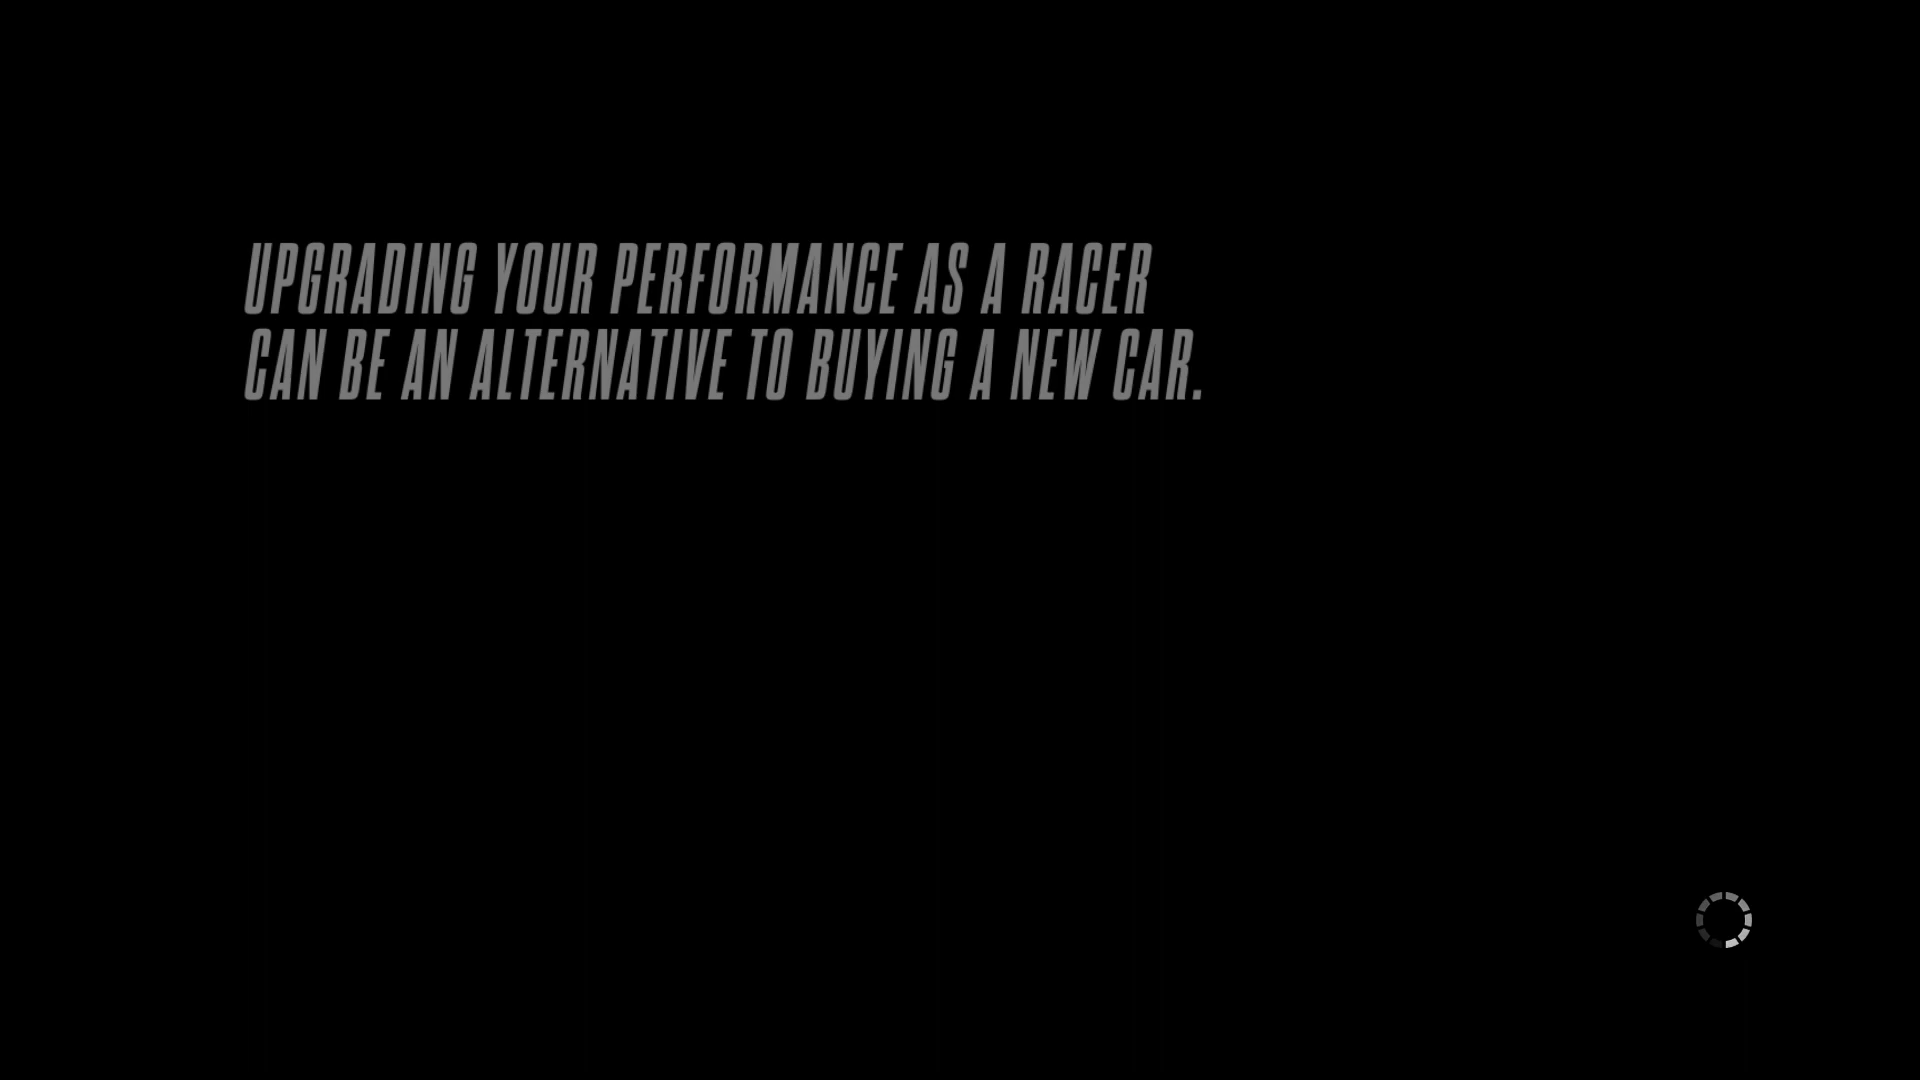 UPGRADING YOUR PERFORMANCE AS A RACER
CAN BE AN ALTERNATIVE TO BUYING A NEW CAR.